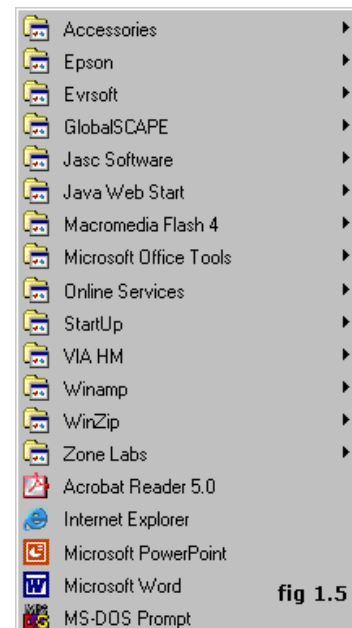 Accessories
Epson
Evrsoft
GlobalSCAPE
Jasc Software
Java Web Start
Macromedia Flash 4
Microsoft Office Tools
Online Services
StartUp
VIA HM
Winamp
WinZip
Zone Labs
Acrobat Reader 5.0
Internet Explorer
Microsoft PowerPoint
Microsoft Word
fig 1.5
MS-DOS Prompt